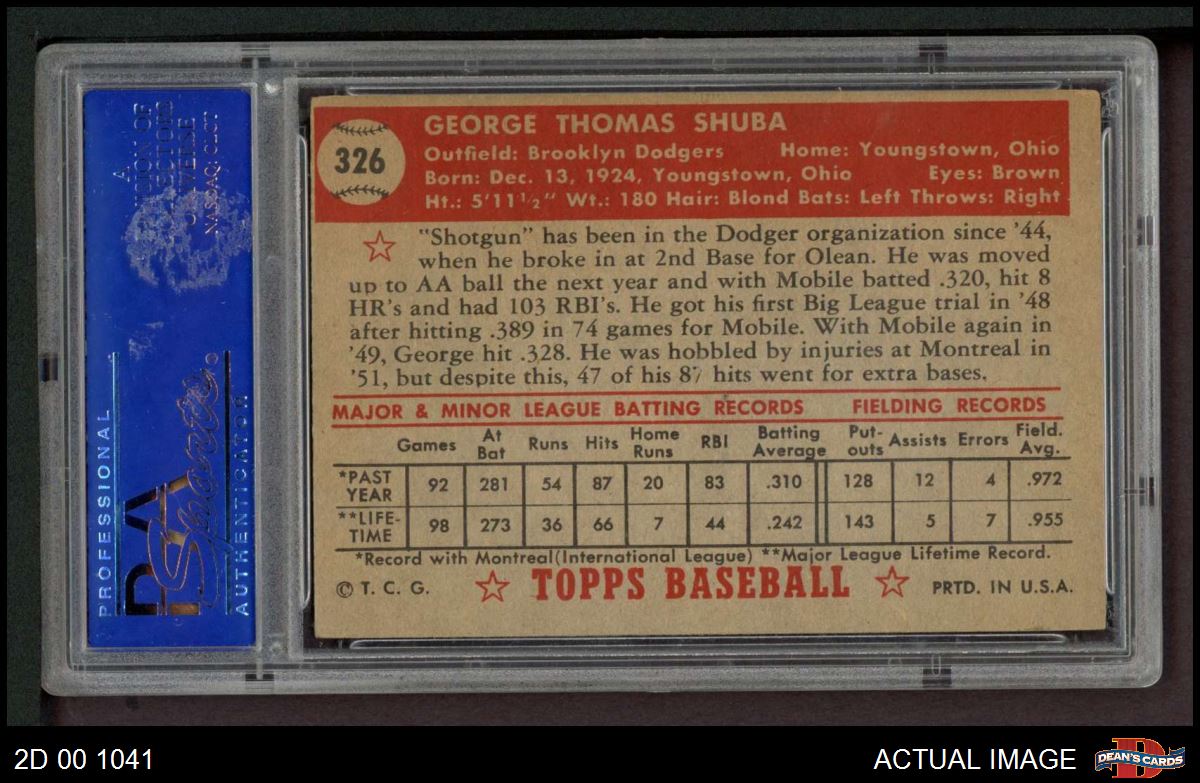 326
GEORGE THOMAS SHUBA
Outfield: Brooklyn Dodgers Home: Youngstown, Ohio
Born: Dec. 13, 1924, Youngstown, Ohio Eyes: Brown
Ht.: 5'11½" Wt.: 180 Hair: Blond Bats: Left Throws: Right
"Shotgun" has been in the Dodger organization since '44,
when he broke in at 2nd Base for Olean. He was moved
up to AA ball the next year and with Mobile batted .320, hit 8
HR's and had 103 RBI's. He got his first Big League trial in '48
after hitting .389 in 74 games for Mobile. With Mobile again in
'49, George hit .328. He was hobbled by injuries at Montreal in
'51, but despite this, 47 of his 87 hits went for extra bases.
MAJOR & MINOR LEAGUE BATTING RECORDS FIELDING RECORDS
Games At Bat Runs Hits Home Runs RBI Batting Average Put-outs Assists Errors Field. Avg.
*PAST YEAR 92 281 54 87 20 83 .310 128 12 4 .972
**LIFE-TIME 98 273 36 66 7 44 .242 143 5 7 .955
*Record with Montreal (International League) **Major League Lifetime Record.
© T. C. G. TOPPS BASEBALL PRTD. IN U.S.A.
PROFESSIONAL
PSA
Sports
AUTHENTICATOR
A
OF
VERSE
NASDAQ: CLCT
2D 00 1041
ACTUAL IMAGE
DEAN'S CARDS